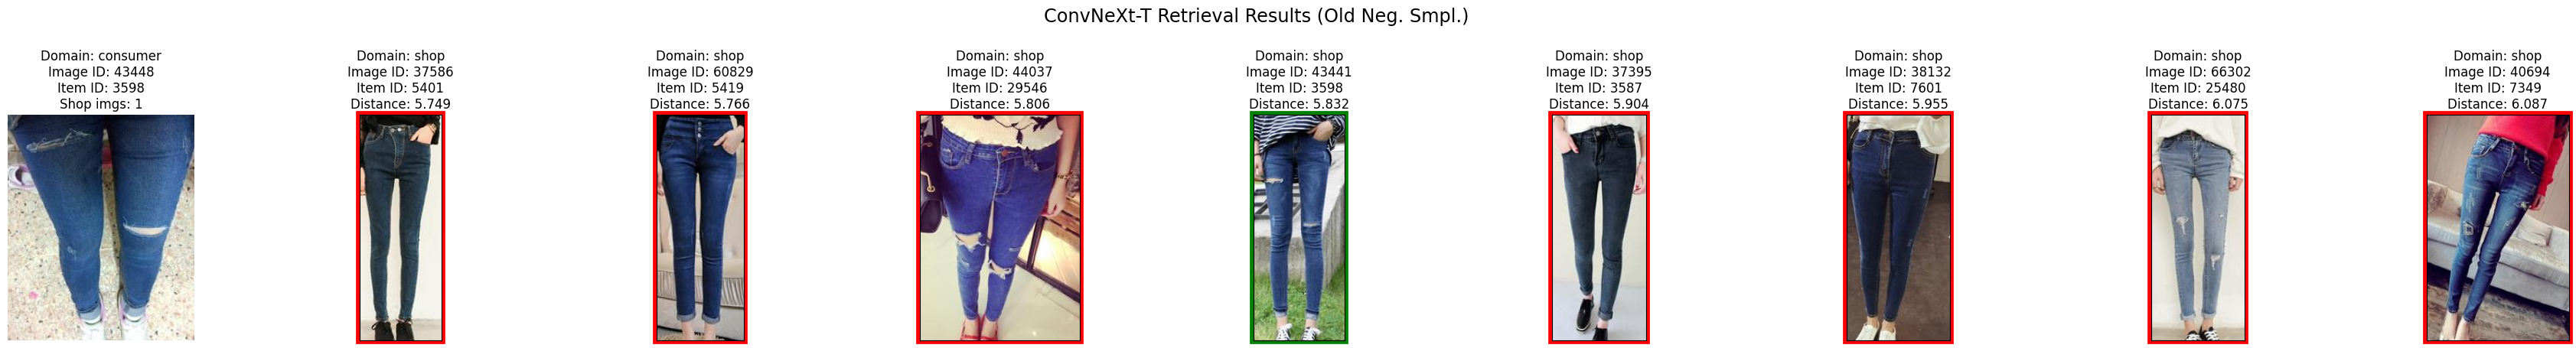 ConvNeXt-T Retrieval Results (Old Neg. Smpl.)
Domain: consumer
Image ID: 43448
Item ID: 3598
Shop imgs: 1
Domain: shop
Image ID: 37586
Item ID: 5401
Distance: 5.749
Domain: shop
Image ID: 60829
Item ID: 5419
Distance: 5.766
Domain: shop
Image ID: 44037
Item ID: 29546
Distance: 5.806
Domain: shop
Image ID: 43441
Item ID: 3598
Distance: 5.832
Domain: shop
Image ID: 37395
Item ID: 3587
Distance: 5.904
Domain: shop
Image ID: 38132
Item ID: 7601
Distance: 5.955
Domain: shop
Image ID: 66302
Item ID: 25480
Distance: 6.075
Domain: shop
Image ID: 40694
Item ID: 7349
Distance: 6.087